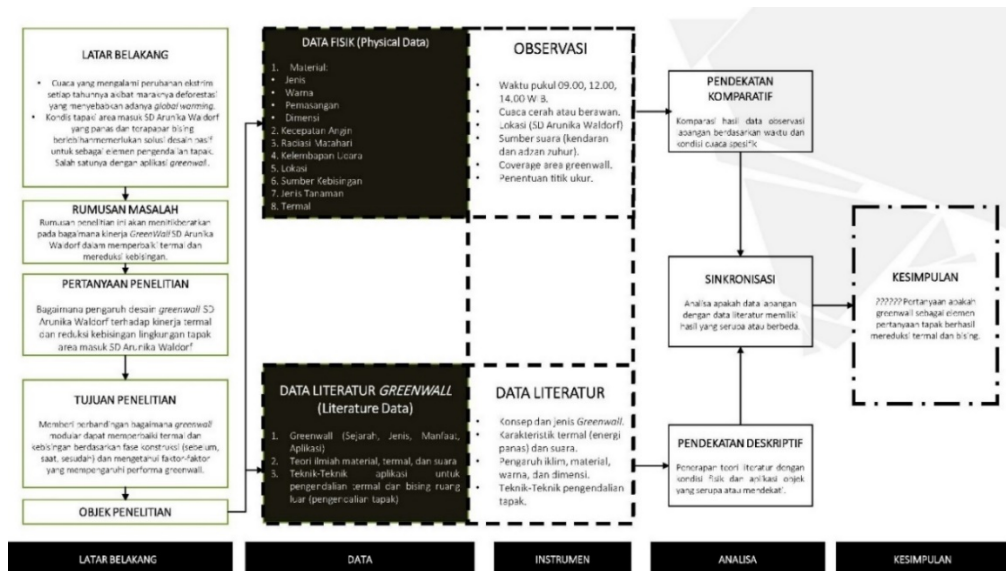 LATAR BELAKANG
• Cuaca yang mengalami perubahan ekstrim
setiap tahunnya akibat maraknya deforestasi
yang menyebabkan adanya global warming.
• Kondis tapak area masuk SD Arunika Waldorf
yang panas dan terapapar bising
berlebihanmemerlukan solusi desain pasif
untuk sebagai elemen pengendalian tapak.
Salah satunya dengan aplikasi greenwall.
RUMUSAN MASALAH
Rumusan penelitian ini akan menitikberatkan
pada bagaimana kinerja GreenWall SD Arunika
Waldorf dalam memperbaiki termal dan
mereduksi kebisingan.
PERTANYAAN PENELITIAN
Bagaimana pengaruh desain greenwall SD
Arunika Waldorf terhadap kinerja termal
dan reduksi kebisingan lingkungan tapak
area masuk SD Arunika Waldorf
TUJUAN PENELITIAN
Memberi perbandingan bagaimana greenwall
modular dapat memperbaiki termal dan
kebisingan berdasarkan fase konstruksi (sebelum,
saat, sesudah) dan mengetahui faktor-faktor
yang mempengaruhi performa greenwall.
OBJEK PENELITIAN
DATA FISIK (Physical Data)
1. Material:
• Jenis
• Warna
• Pemasangan
• Dimensi
2. Kecepatan Angin
3. Radiasi Matahari
4. Kelembapan Udara
5. Lokasi
6. Sumber Kebisingan
7. Jenis Tanaman
8. Termal
OBSERVASI
• Waktu pukul 09.00, 12.00,
14.00 WIB.
• Cuaca cerah atau berawan.
• Lokasi (SD Arunika Waldorf)
• Sumber suara (kendaran
dan adzan zuhur).
• Coverage area greenwall.
• Penentuan titik ukur.
DATA LITERATUR GREENWALL
(Literature Data)
1. Greenwall (Sejarah, Jenis, Manfaat,
Aplikasi)
2. Teori ilmiah material, termal, dan suara
3. Teknik-Teknik aplikasi untuk
pengendalian termal dan bising ruang
luar (pengendalian tapak)
DATA LITERATUR
• Konsep dan jenis Greenwall.
• Karakteristik termal (energi
panas) dan suara.
• Pengaruh iklim, material,
warna, dan dimensi.
• Teknik-Teknik pengendalian
tapak.
PENDEKATAN
KOMPARATIF
Komparasi hasil data observasi
lapangan berdasarkan waktu dan
kondisi cuaca spesifik
SINKRONISASI
Analisa apakah data lapangan
dengan data literatur memiliki
hasil yang serupa atau berbeda.
PENDEKATAN DESKRIPTIF
Penerapan teori literatur dengan
kondisi fisik dan aplikasi objek
yang serupa atau mendekati.
KESIMPULAN
?????? Pertanyaan apakah
greenwall sebagai elemen
pertanyaan tapak berhasil
mereduksi termal dan bising.
LATAR BELAKANG
DATA
INSTRUMEN
ANALISA
KESIMPULAN